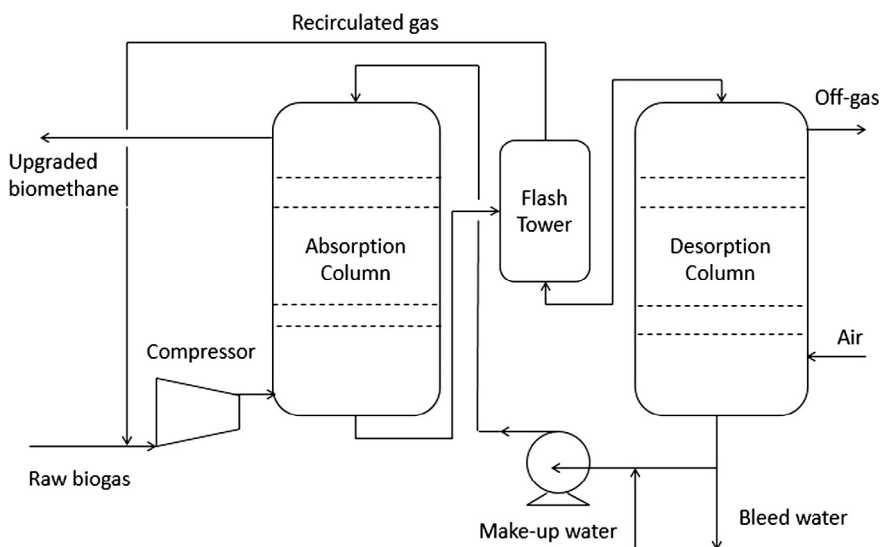 Recirculated gas
Off-gas
Upgraded
biomethane
Flash
Tower
Absorption
Column
Desorption
Column
Compressor
Air
Raw biogas
Make-up water
Bleed water